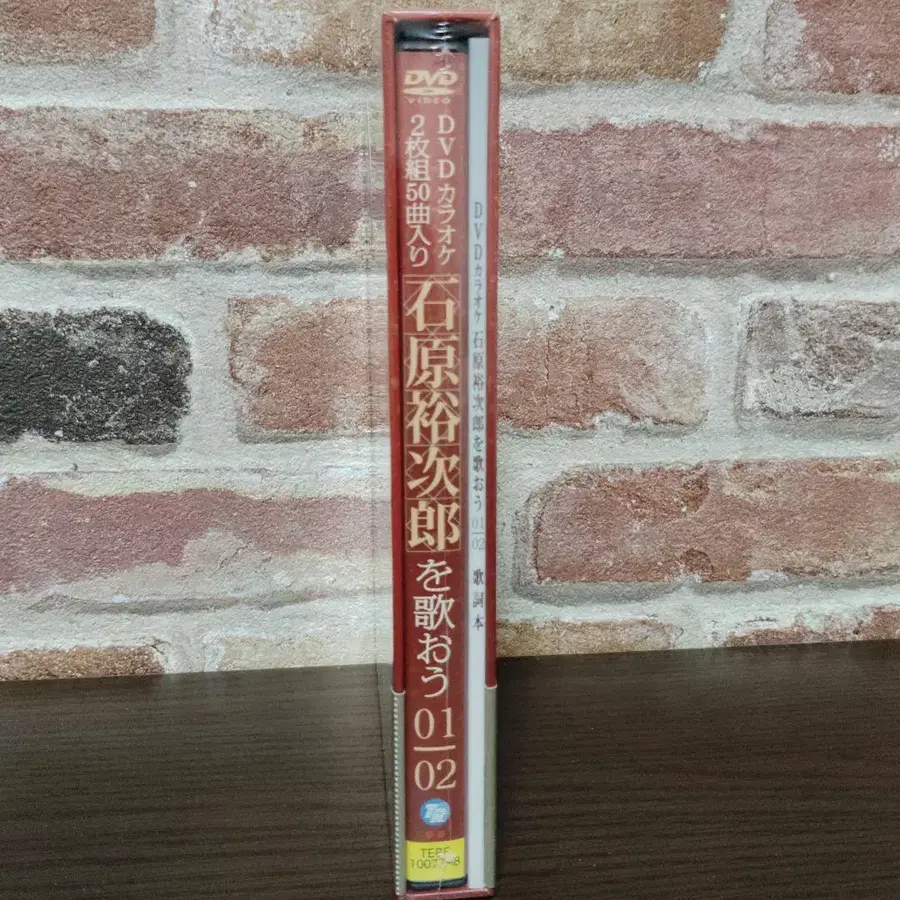 DVD
VIDEO
DVDカラオケ
2枚組50曲入り
石原裕次郎を歌おう 01/02
DVDカラオケ 石原裕次郎を歌おう 01/02 歌詞本